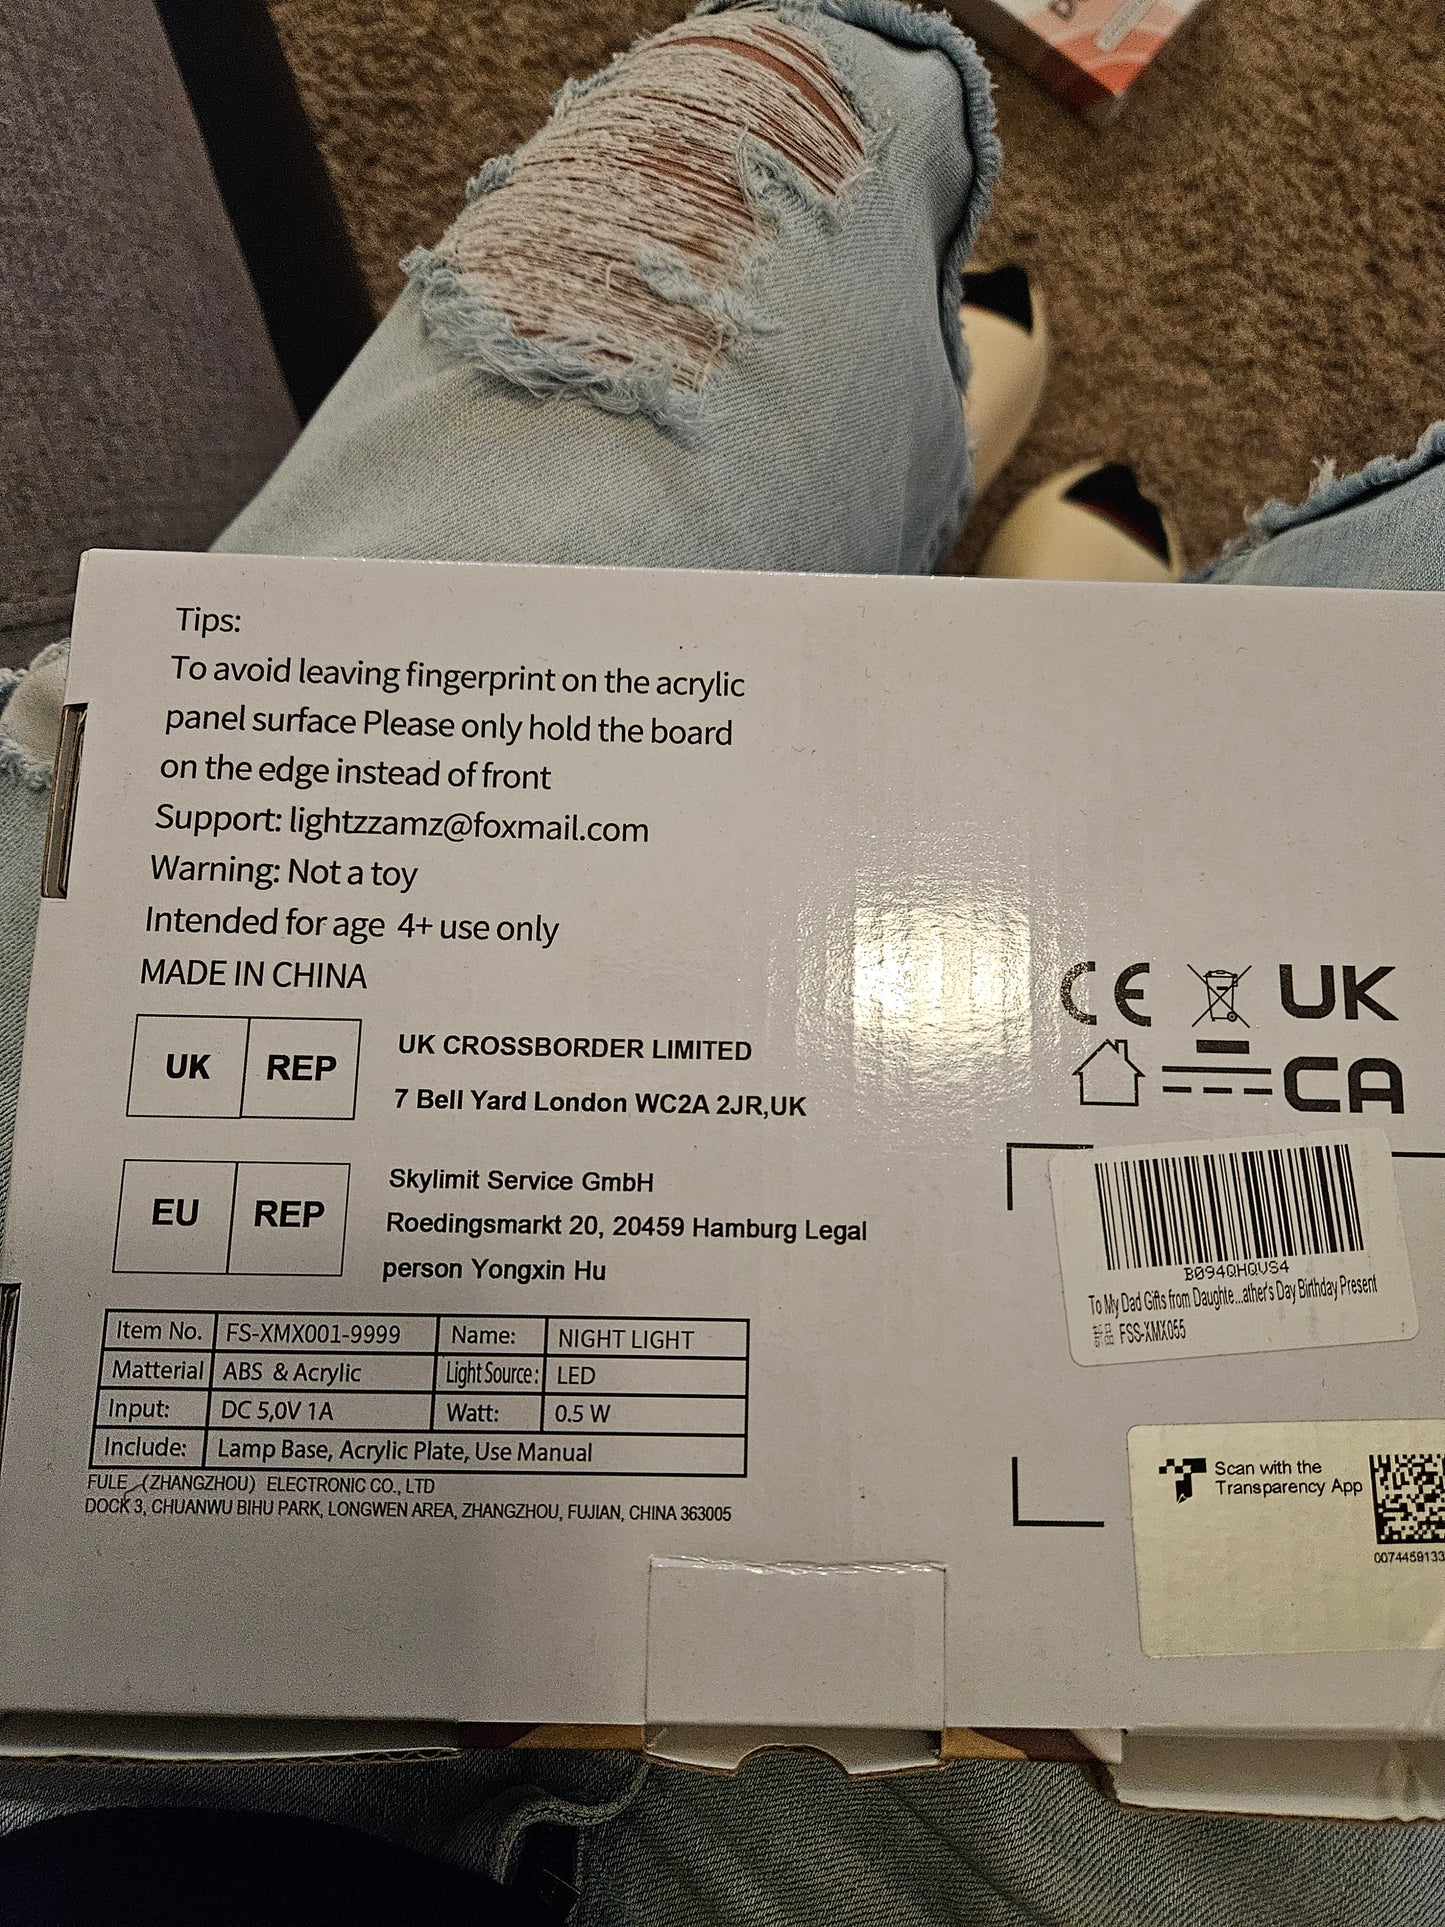 Tips:
To avoid leaving fingerprint on the acrylic
panel surface Please only hold the board
on the edge instead of front
Support: lightzzamz@foxmail.com
Warning: Not a toy
Intended for age 4+ use only
MADE IN CHINA
UK REP
UK CROSSBORDER LIMITED
7 Bell Yard London WC2A 2JR,UK
EU REP
Skylimit Service GmbH
Roedingsmarkt 20, 20459 Hamburg Legal
person Yongxin Hu
Item No. FS-XMX001-9999 Name: NIGHT LIGHT
Matterial ABS & Acrylic Light Source: LED
Input: DC 5,0V 1A Watt: 0.5 W
Include: Lamp Base, Acrylic Plate, Use Manual
FULE (ZHANGZHOU) ELECTRONIC CO., LTD
DOCK 3, CHUANWU BIHU PARK, LONGWEN AREA, ZHANGZHOU, FUJIAN, CHINA 363005
CE UK
CA
B094QHQVS4
To My Dad Gifts from Daughte...ather's Day Birthday Present
新品 FSS-XMX055
Scan with the
Transparency App
0074459133